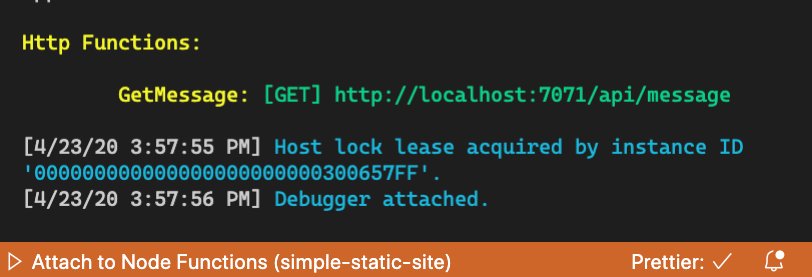 Http Functions:
GetMessage: [GET] http://localhost:7071/api/message
[4/23/20 3:57:55 PM] Host lock lease acquired by instance ID
'000000000000000000000000300657FF'.
[4/23/20 3:57:56 PM] Debugger attached.
Attach to Node Functions (simple-static-site) Prettier: ✓